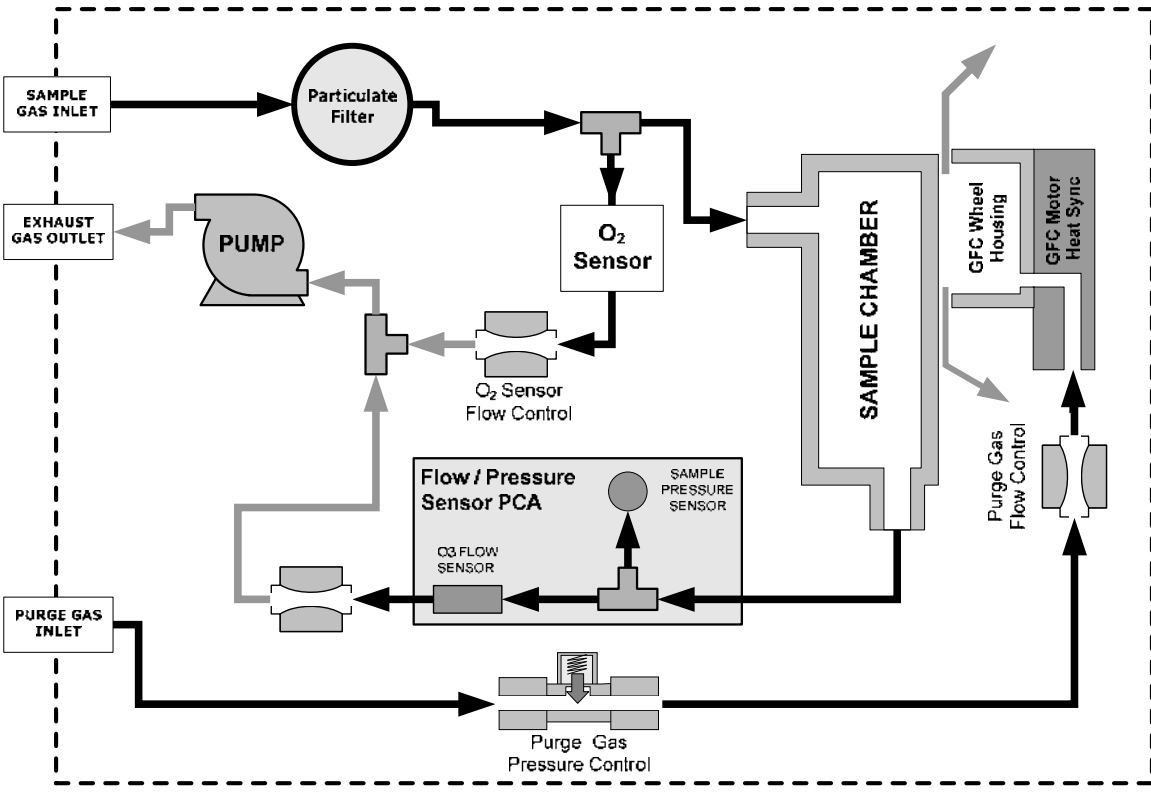 SAMPLE
GAS INLET
Particulate
Filter
EXHAUST
GAS OUTLET
PUMP
O₂
Sensor
SAMPLE CHAMBER
GFC Wheel
Housing
GFC Motor
Heat Sync
O₂ Sensor
Flow Control
Flow / Pressure
Sensor PCA
SAMPLE
PRESSURE
SENSOR
O3 FLOW
SENSOR
Purge Gas
Flow Control
PURGE GAS
INLET
Purge Gas
Pressure Control